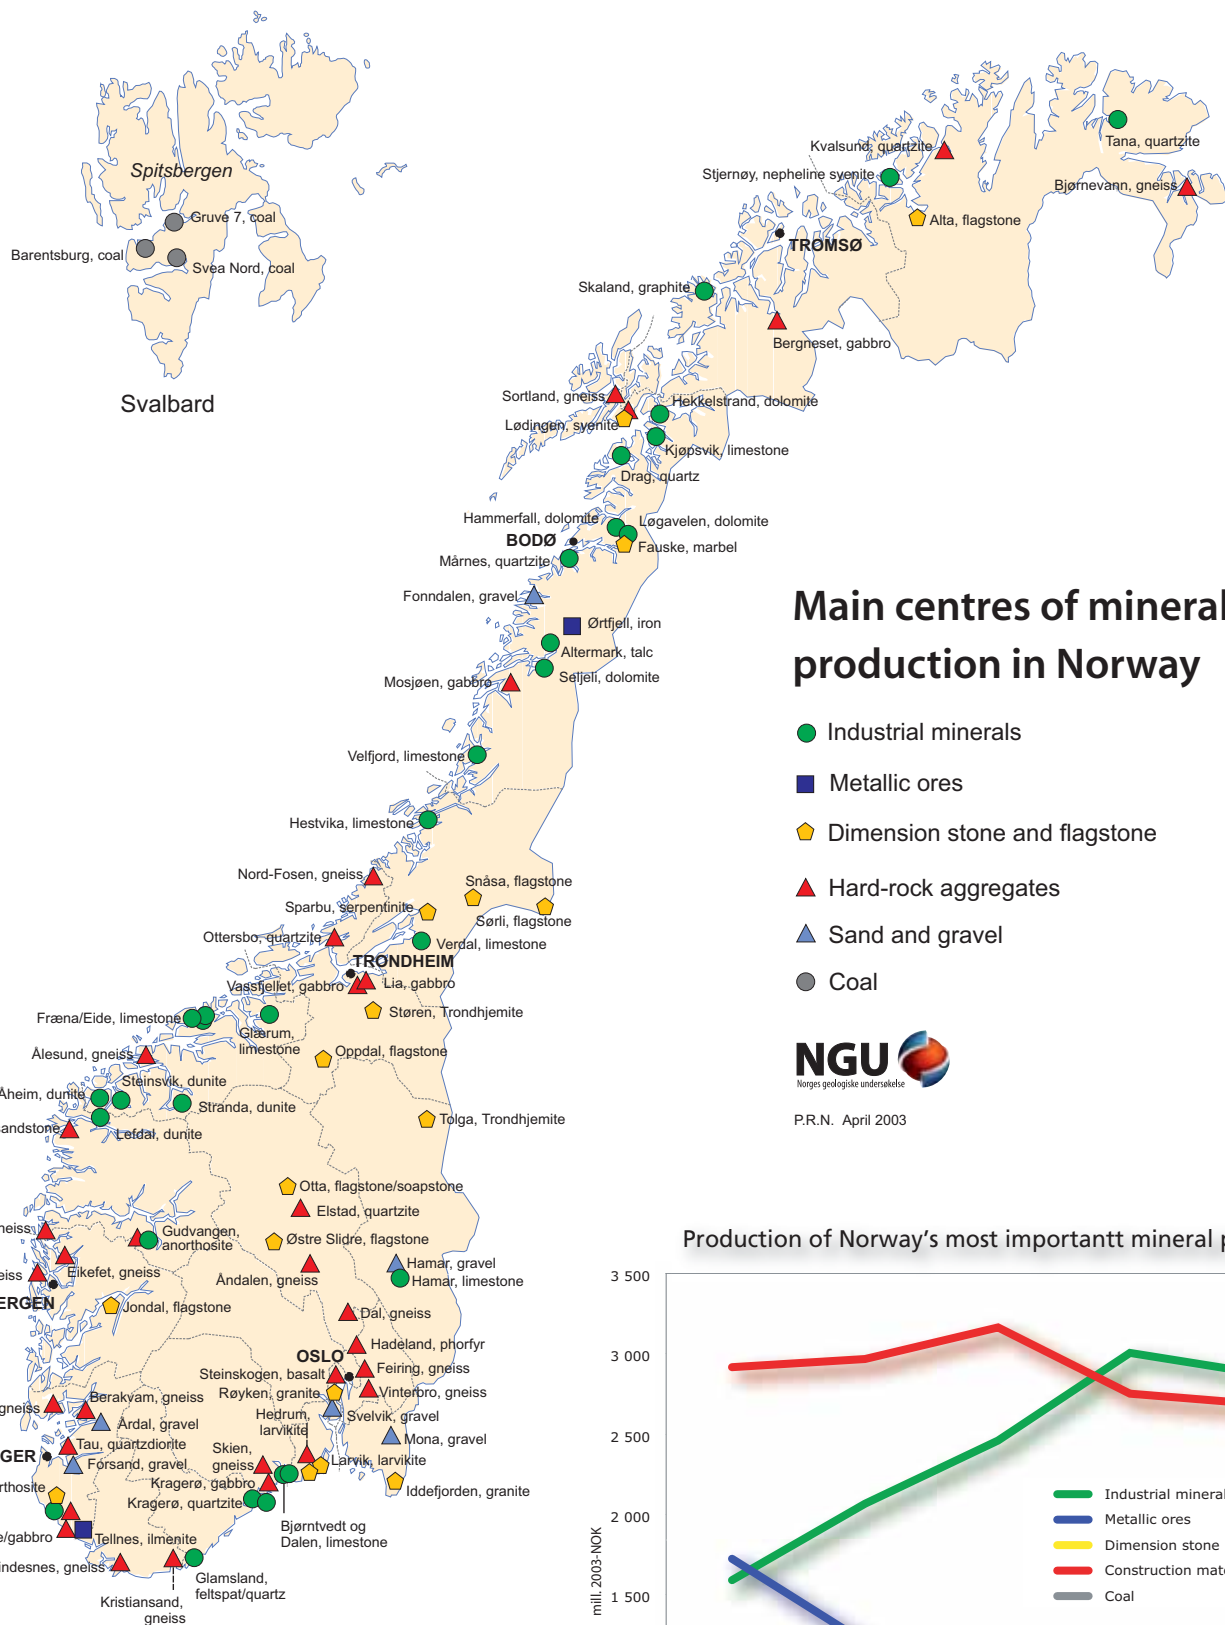 Spitsbergen
Gruve 7, coal
Barentsburg, coal
Svea Nord, coal
Svalbard
Kvalsund, quartzite
Tana, quartzite
Stjernøy, nepheline syenite
Bjørnevann, gneiss
Alta, flagstone
TROMSØ
Skaland, graphite
Bergneset, gabbro
Sortland, gneiss
Hekkelstrand, dolomite
Lødingen, syenite
Kjøpsvik, limestone
Drag, quartz
Hammerfall, dolomite
Løgavelen, dolomite
BODØ
Fauske, marbel
Mårnes, quartzite
Fonndalen, gravel
Ørtfjell, iron
Altermark, talc
Seljeli, dolomite
Mosjøen, gabbro
Velfjord, limestone
Hestvika, limestone
Main centres of mineral
production in Norway
Industrial minerals
Metallic ores
Dimension stone and flagstone
Hard-rock aggregates
Sand and gravel
Coal
NGU
Norges geologiske undersøkelse
P.R.N. April 2003
Nord-Fosen, gneiss
Snåsa, flagstone
Sparbu, serpentinite
Sørli, flagstone
Ottersbo, quartzite
Verdal, limestone
TRONDHEIM
Vassfjellet, gabbro
Lia, gabbro
Støren, Trondhjemite
Fræna/Eide, limestone
Glærum,
limestone
Oppdal, flagstone
Ålesund, gneiss
Steinsvik, dunite
Åheim, dunite
Stranda, dunite
Lefdal, dunite
sandstone
Tolga, Trondhjemite
Otta, flagstone/soapstone
Elstad, quartzite
neiss
Gudvangen,
anorthosite
Østre Slidre, flagstone
Eikefet, gneiss
eiss
Åndalen, gneiss
Hamar, gravel
Hamar, limestone
ERGEN
Jondal, flagstone
Dal, gneiss
Hadeland, phorfyr
OSLO
Steinskogen, basalt
Feiring, gneiss
Røyken, granite
Vinterbro, gneiss
Berakvam, gneiss
gneiss
Svelvik, gravel
Hedrum,
larvikite
Årdal, gravel
Mona, gravel
Tau, quartzdiorite
GER
Forsand, gravel
Skien,
gneiss
Larvik, larvikite
Kragerø, gabbro
Iddefjorden, granite
rthosite
Kragerø, quartzite
Bjørntvedt og
Dalen, limestone
e/gabbro
Tellnes, ilmenite
indesnes, gneiss
Glamsland,
feltspat/quartz
Kristiansand,
gneiss
Production of Norway's most importantt mineral p
3 500
3 000
2 500
2 000
1 500
mill. 2003-NOK
Industrial mineral
Metallic ores
Dimension stone
Construction mate
Coal